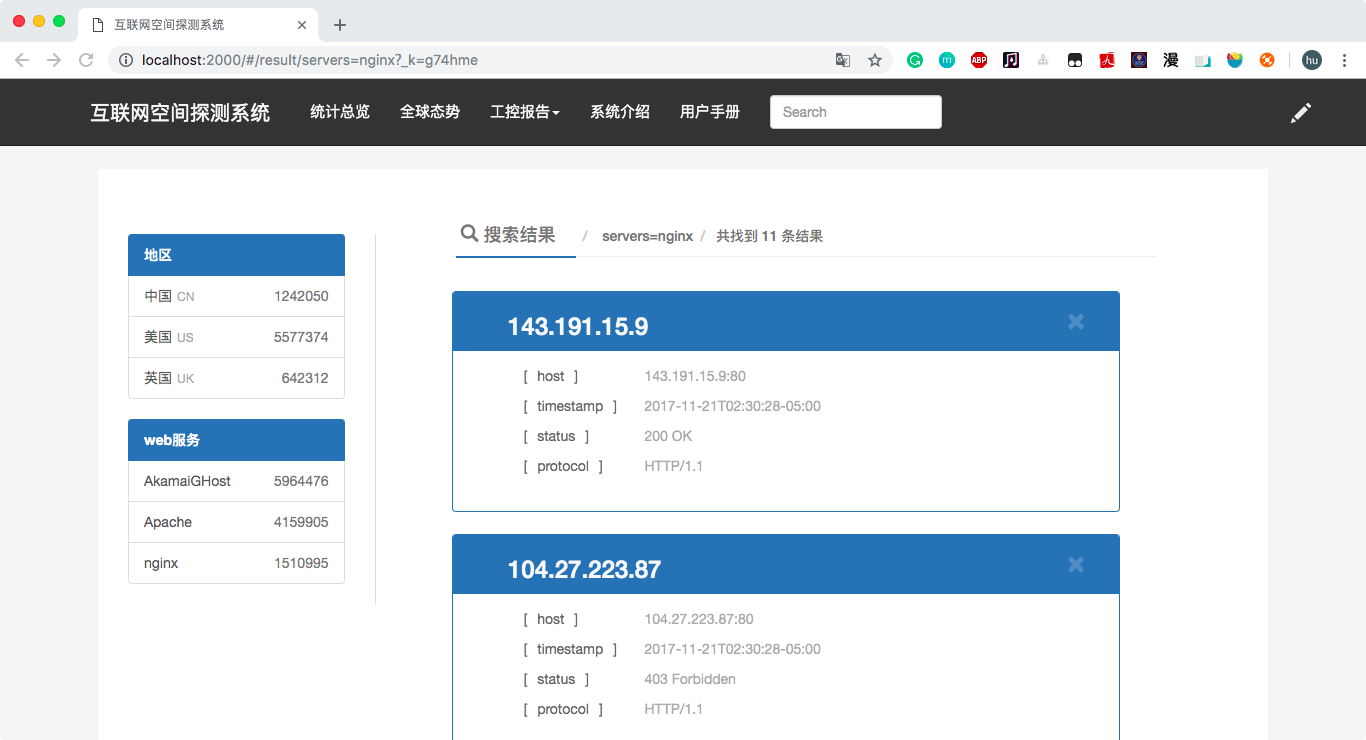 互联网空间探测系统
localhost:2000/#/result/servers=nginx?_k=g74hme
ABP
漫
hu
互联网空间探测系统 统计总览 全球态势 工控报告 系统介绍 用户手册 Search
地区
中国 CN 1242050
美国 US 5577374
英国 UK 642312
web服务
AkamaiGHost 5964476
Apache 4159905
nginx 1510995
搜索结果 / servers=nginx / 共找到 11 条结果
143.191.15.9
[ host ] 143.191.15.9:80
[ timestamp ] 2017-11-21T02:30:28-05:00
[ status ] 200 OK
[ protocol ] HTTP/1.1
104.27.223.87
[ host ] 104.27.223.87:80
[ timestamp ] 2017-11-21T02:30:28-05:00
[ status ] 403 Forbidden
[ protocol ] HTTP/1.1